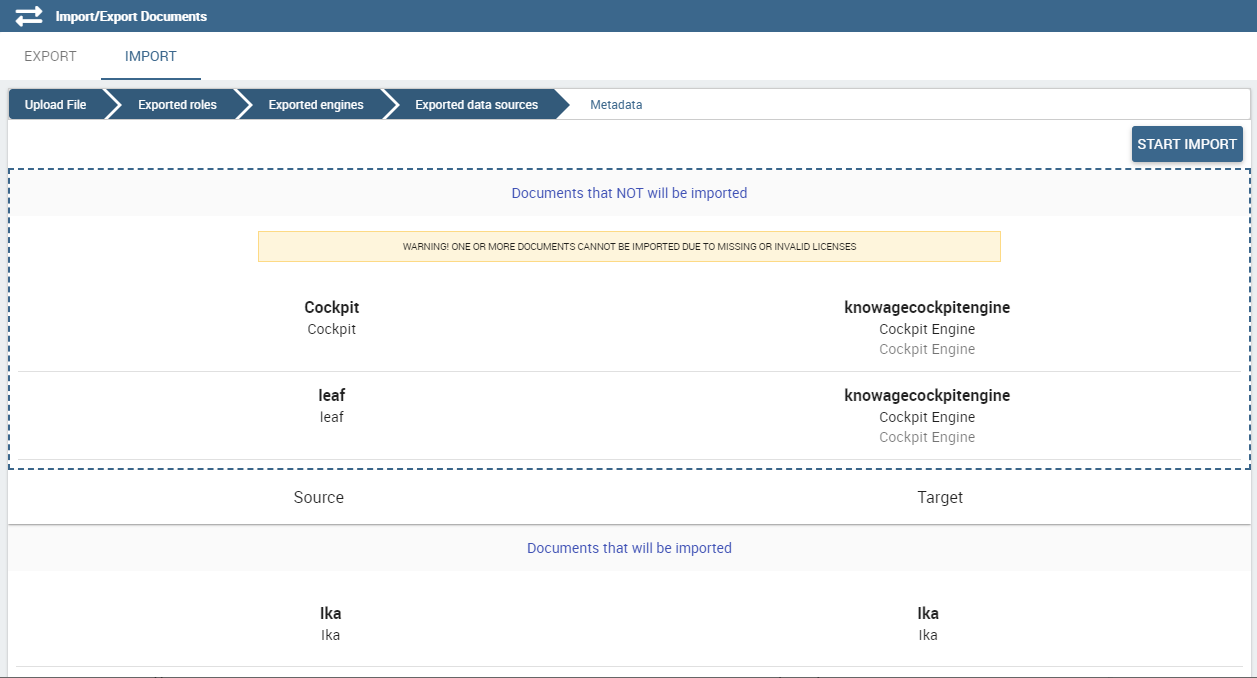 Import/Export Documents
EXPORT IMPORT
Upload File Exported roles Exported engines Exported data sources Metadata
START IMPORT
Documents that NOT will be imported
WARNING! ONE OR MORE DOCUMENTS CANNOT BE IMPORTED DUE TO MISSING OR INVALID LICENSES
Cockpit knowagecockpitengine
Cockpit Cockpit Engine
Cockpit Engine
leaf knowagecockpitengine
leaf Cockpit Engine
Cockpit Engine
Source Target
Documents that will be imported
Ika Ika
Ika Ika